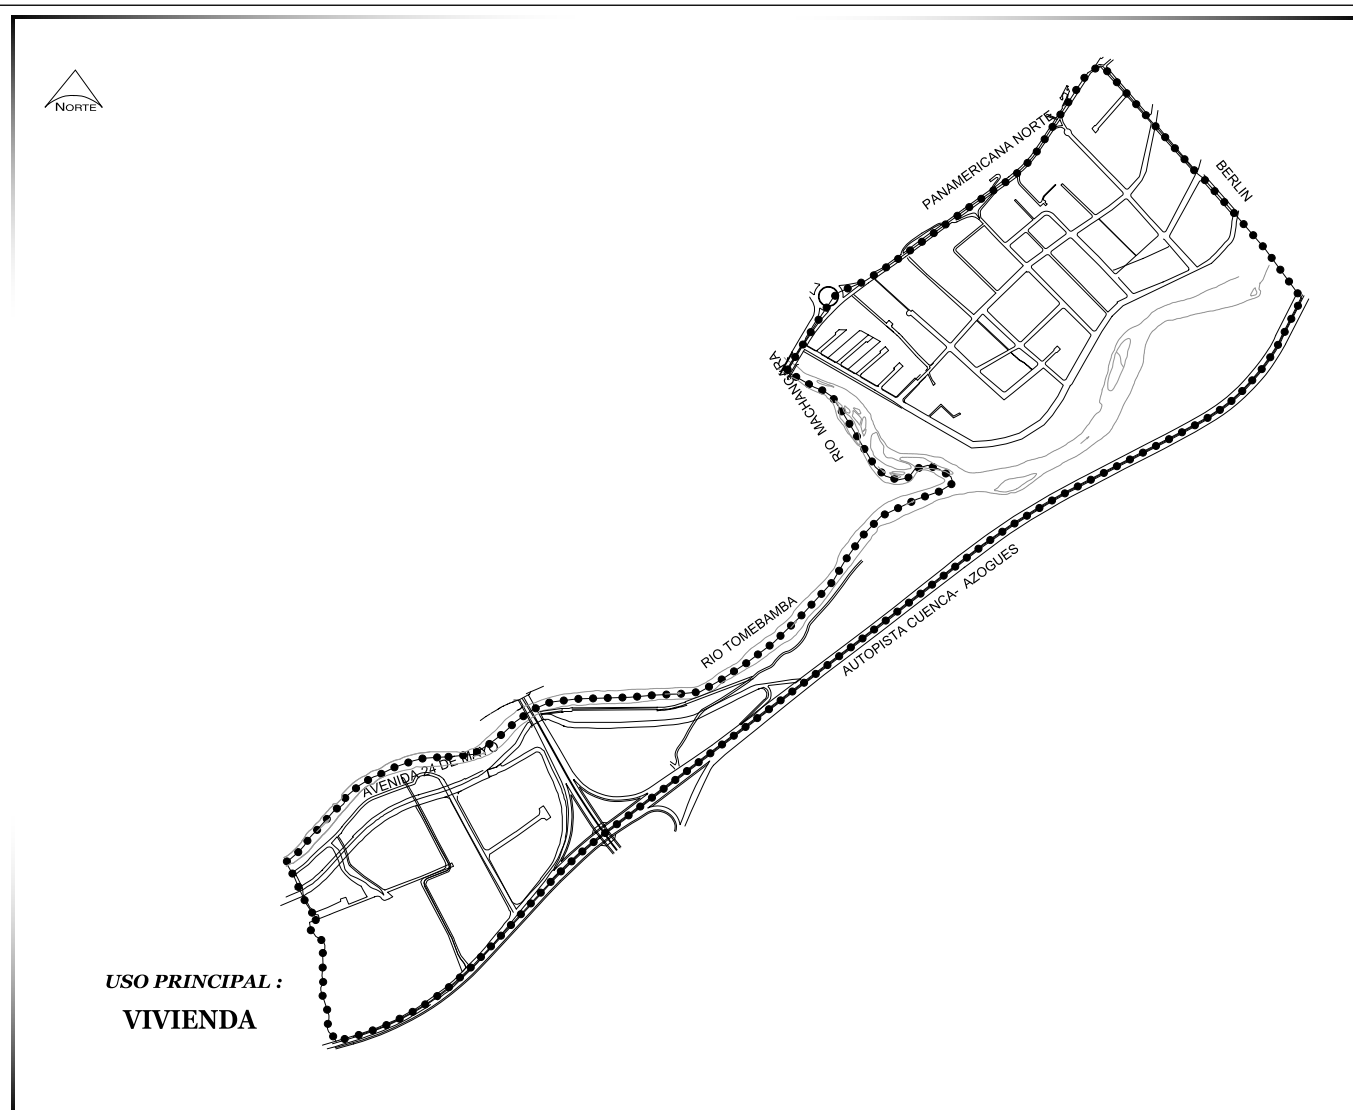 NORTE
PANAMERICANA NORTE
BERLIN
RIO MACHANGARA
RIO TOMEBAMBA
AUTOPISTA CUENCA- AZOGUES
AVENIDA 24 DE MAYO
USO PRINCIPAL :
VIVIENDA